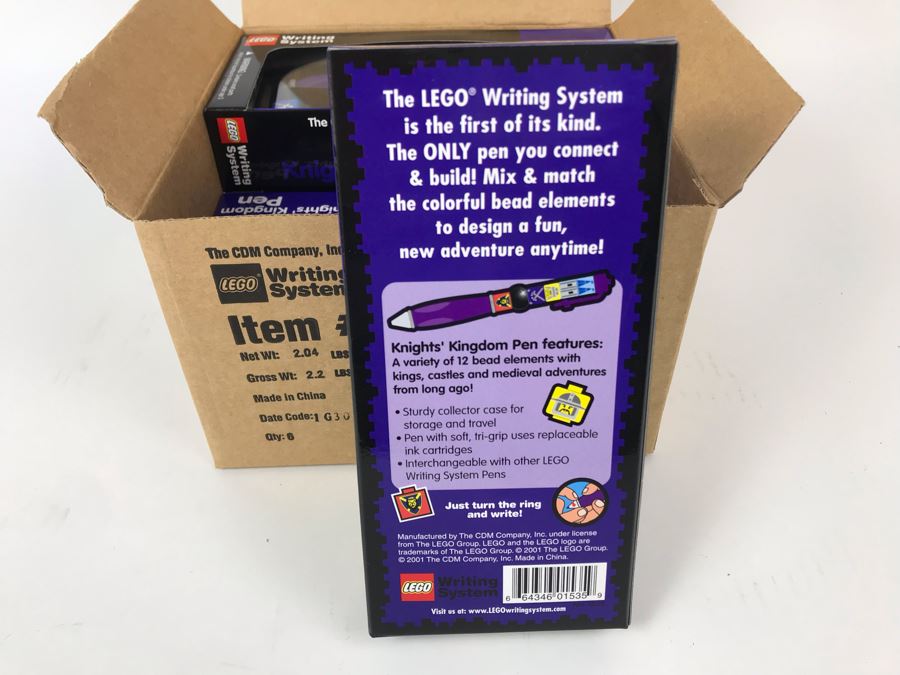 LEGO Writing System
LEGO
Writing
System
The
Knig
Knights' Kingdom
Pen
The CDM Company, Inc
LEGO Writing
System
Item #
Net Wt: 2.04 LBS
Gross Wt: 2.2 LBS
Made in China
Date Code: 1 G 3 0
Qty: 6
The LEGO® Writing System
is the first of its kind.
The ONLY pen you connect
& build! Mix & match
the colorful bead elements
to design a fun,
new adventure anytime!
Knights' Kingdom Pen features:
A variety of 12 bead elements with
kings, castles and medieval adventures
from long ago!
• Sturdy collector case for
storage and travel
• Pen with soft, tri-grip uses replaceable
ink cartridges
• Interchangeable with other LEGO
Writing System Pens
Just turn the ring
and write!
Manufactured by The CDM Company, Inc. under license
from The LEGO Group. LEGO and the LEGO logo are
trademarks of The LEGO Group. © 2001 The LEGO Group.
© 2001 The CDM Company, Inc. Made in China.
LEGO Writing
System
6 64346 01535 9
Visit us at: www.LEGOwritingsystem.com